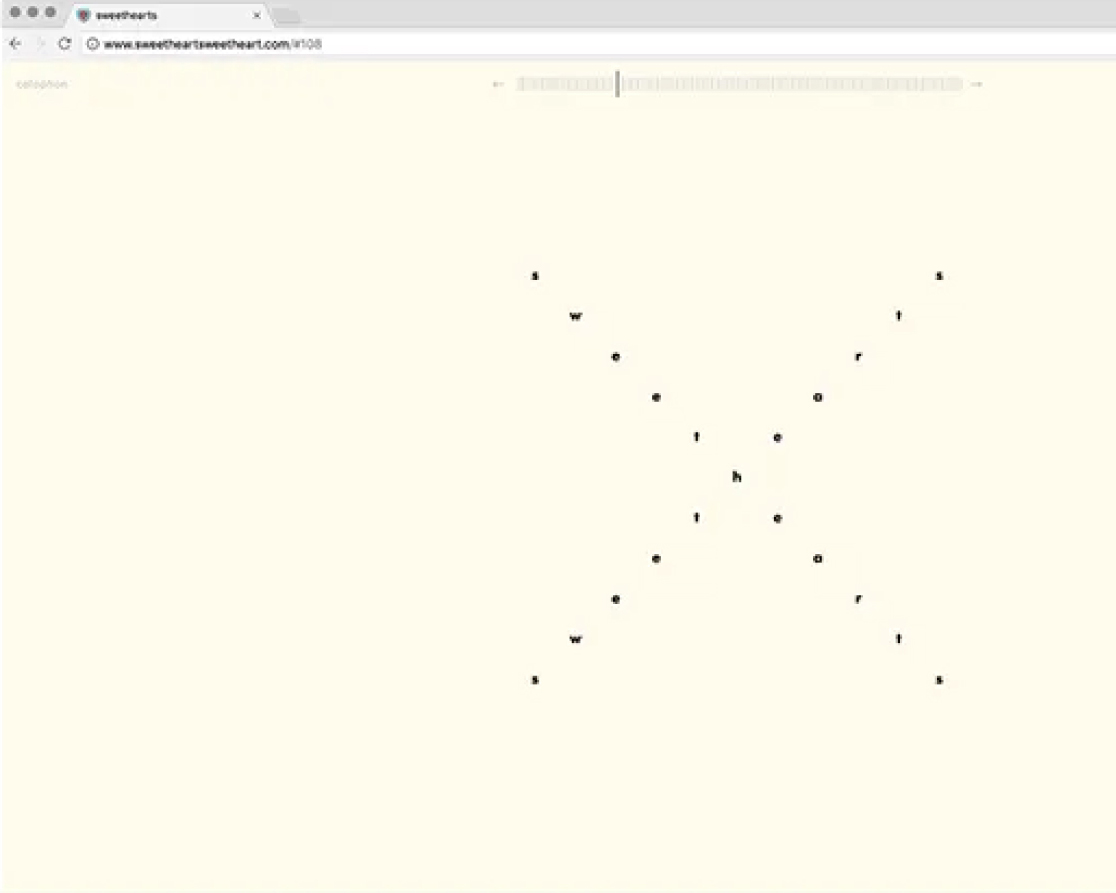 sweethearts
www.sweetheartsweetheart.com/#108
colophon
← →
s s
w t
e r
e a
t e
h
t e
e a
e r
w t
s s